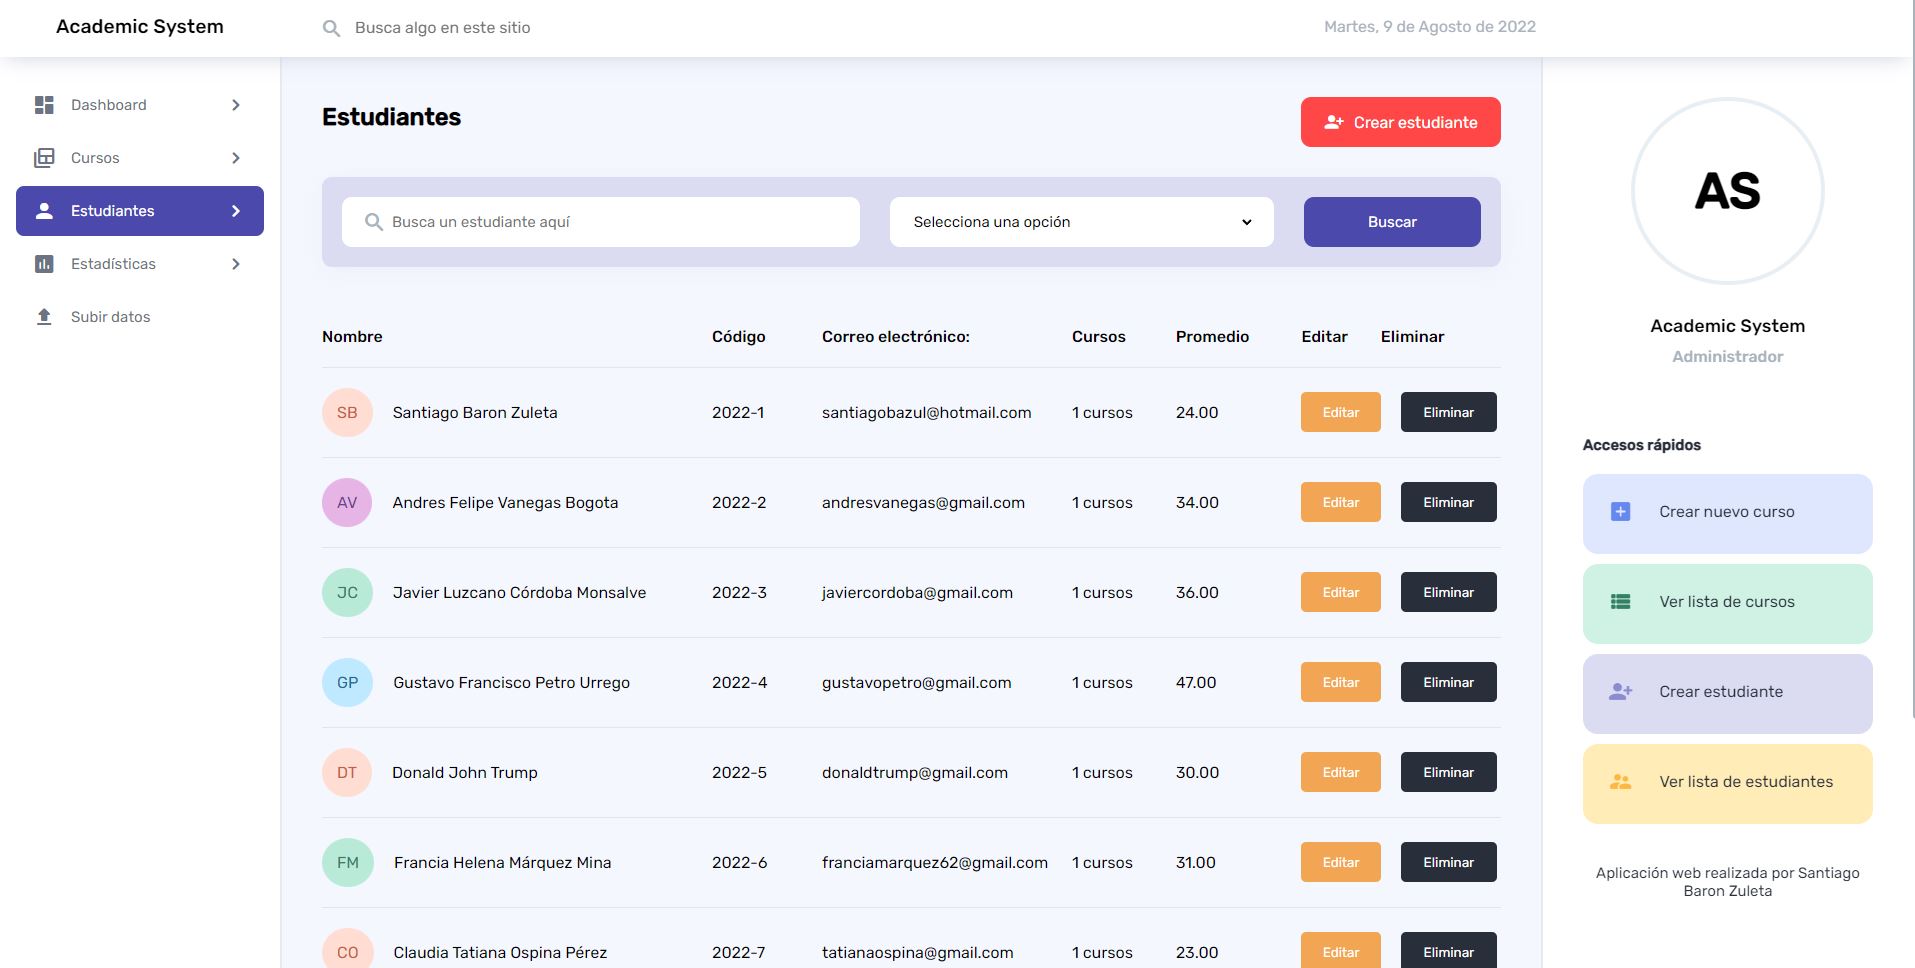 Academic System
Busca algo en este sitio
Martes, 9 de Agosto de 2022
Dashboard
Cursos
Estudiantes
Estadísticas
Subir datos
Estudiantes
Crear estudiante
Busca un estudiante aquí
Selecciona una opción
Buscar
Nombre Código Correo electrónico: Cursos Promedio Editar Eliminar
SB Santiago Baron Zuleta 2022-1 santiagobazul@hotmail.com 1 cursos 24.00 Editar Eliminar
AV Andres Felipe Vanegas Bogota 2022-2 andresvanegas@gmail.com 1 cursos 34.00 Editar Eliminar
JC Javier Luzcano Córdoba Monsalve 2022-3 javiercordoba@gmail.com 1 cursos 36.00 Editar Eliminar
GP Gustavo Francisco Petro Urrego 2022-4 gustavopetro@gmail.com 1 cursos 47.00 Editar Eliminar
DT Donald John Trump 2022-5 donaldtrump@gmail.com 1 cursos 30.00 Editar Eliminar
FM Francia Helena Márquez Mina 2022-6 franciamarquez62@gmail.com 1 cursos 31.00 Editar Eliminar
CO Claudia Tatiana Ospina Pérez 2022-7 tatianaospina@gmail.com 1 cursos 23.00 Editar Eliminar
AS
Academic System
Administrador
Accesos rápidos
Crear nuevo curso
Ver lista de cursos
Crear estudiante
Ver lista de estudiantes
Aplicación web realizada por Santiago
Baron Zuleta